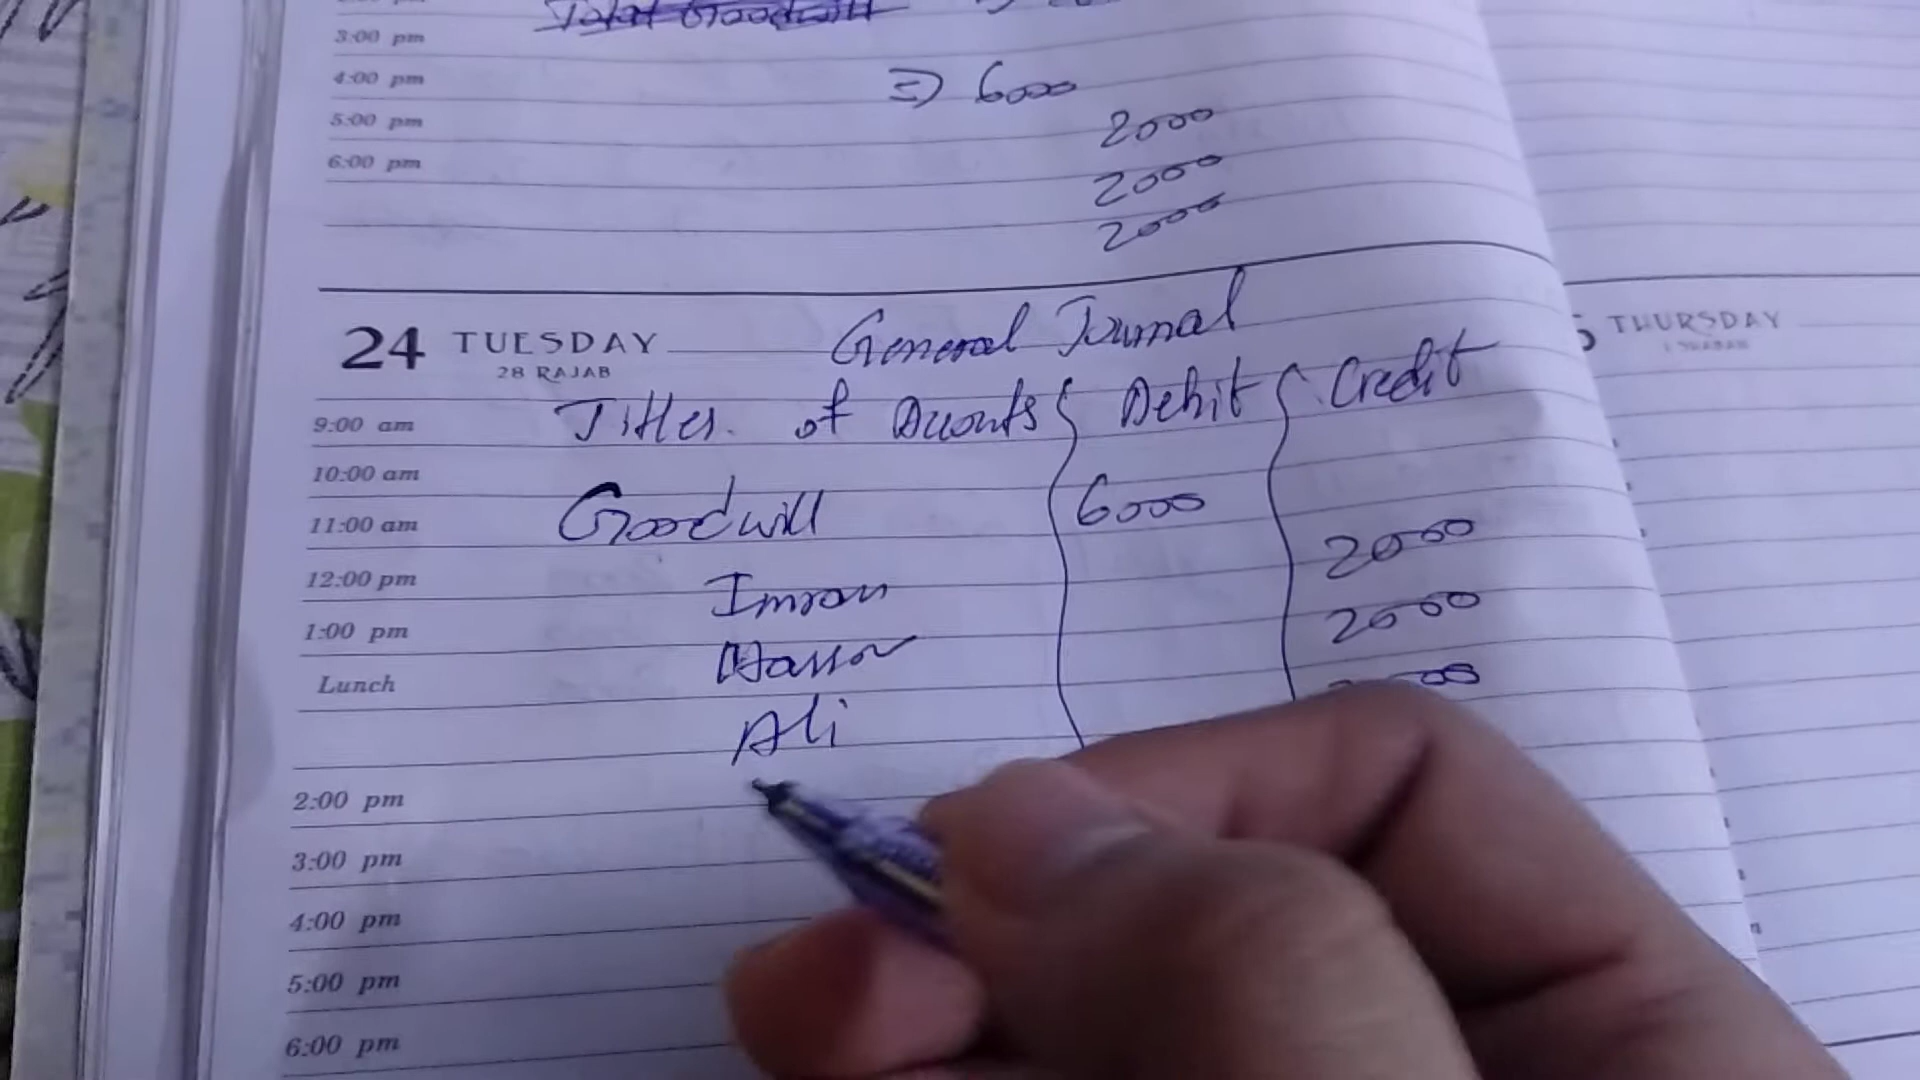 Total Goodwill
3:00 pm
4:00 pm => 6000
5:00 pm 2000
6:00 pm 2000
2000
General Journal
24 TUESDAY
28 RAJAB
THURSDAY
Titles. of Accounts Debit Credit
9:00 am
10:00 am
11:00 am Goodwill 6000
12:00 pm Imran 2000
1:00 pm Hassan 2000
Lunch
Ali
2:00 pm
3:00 pm
4:00 pm
5:00 pm
6:00 pm